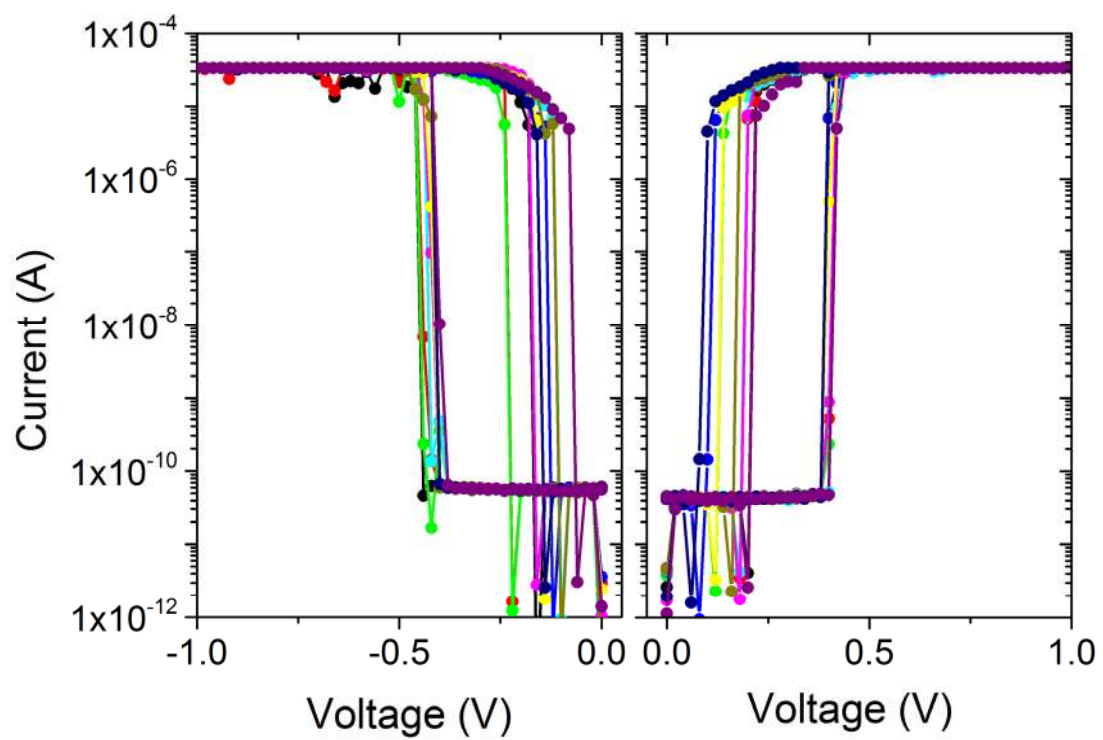 Current (A)
1x10⁻⁴
1x10⁻⁶
1x10⁻⁸
1x10⁻¹⁰
1x10⁻¹²
-1.0 -0.5 0.0 0.0 0.5 1.0
Voltage (V) Voltage (V)